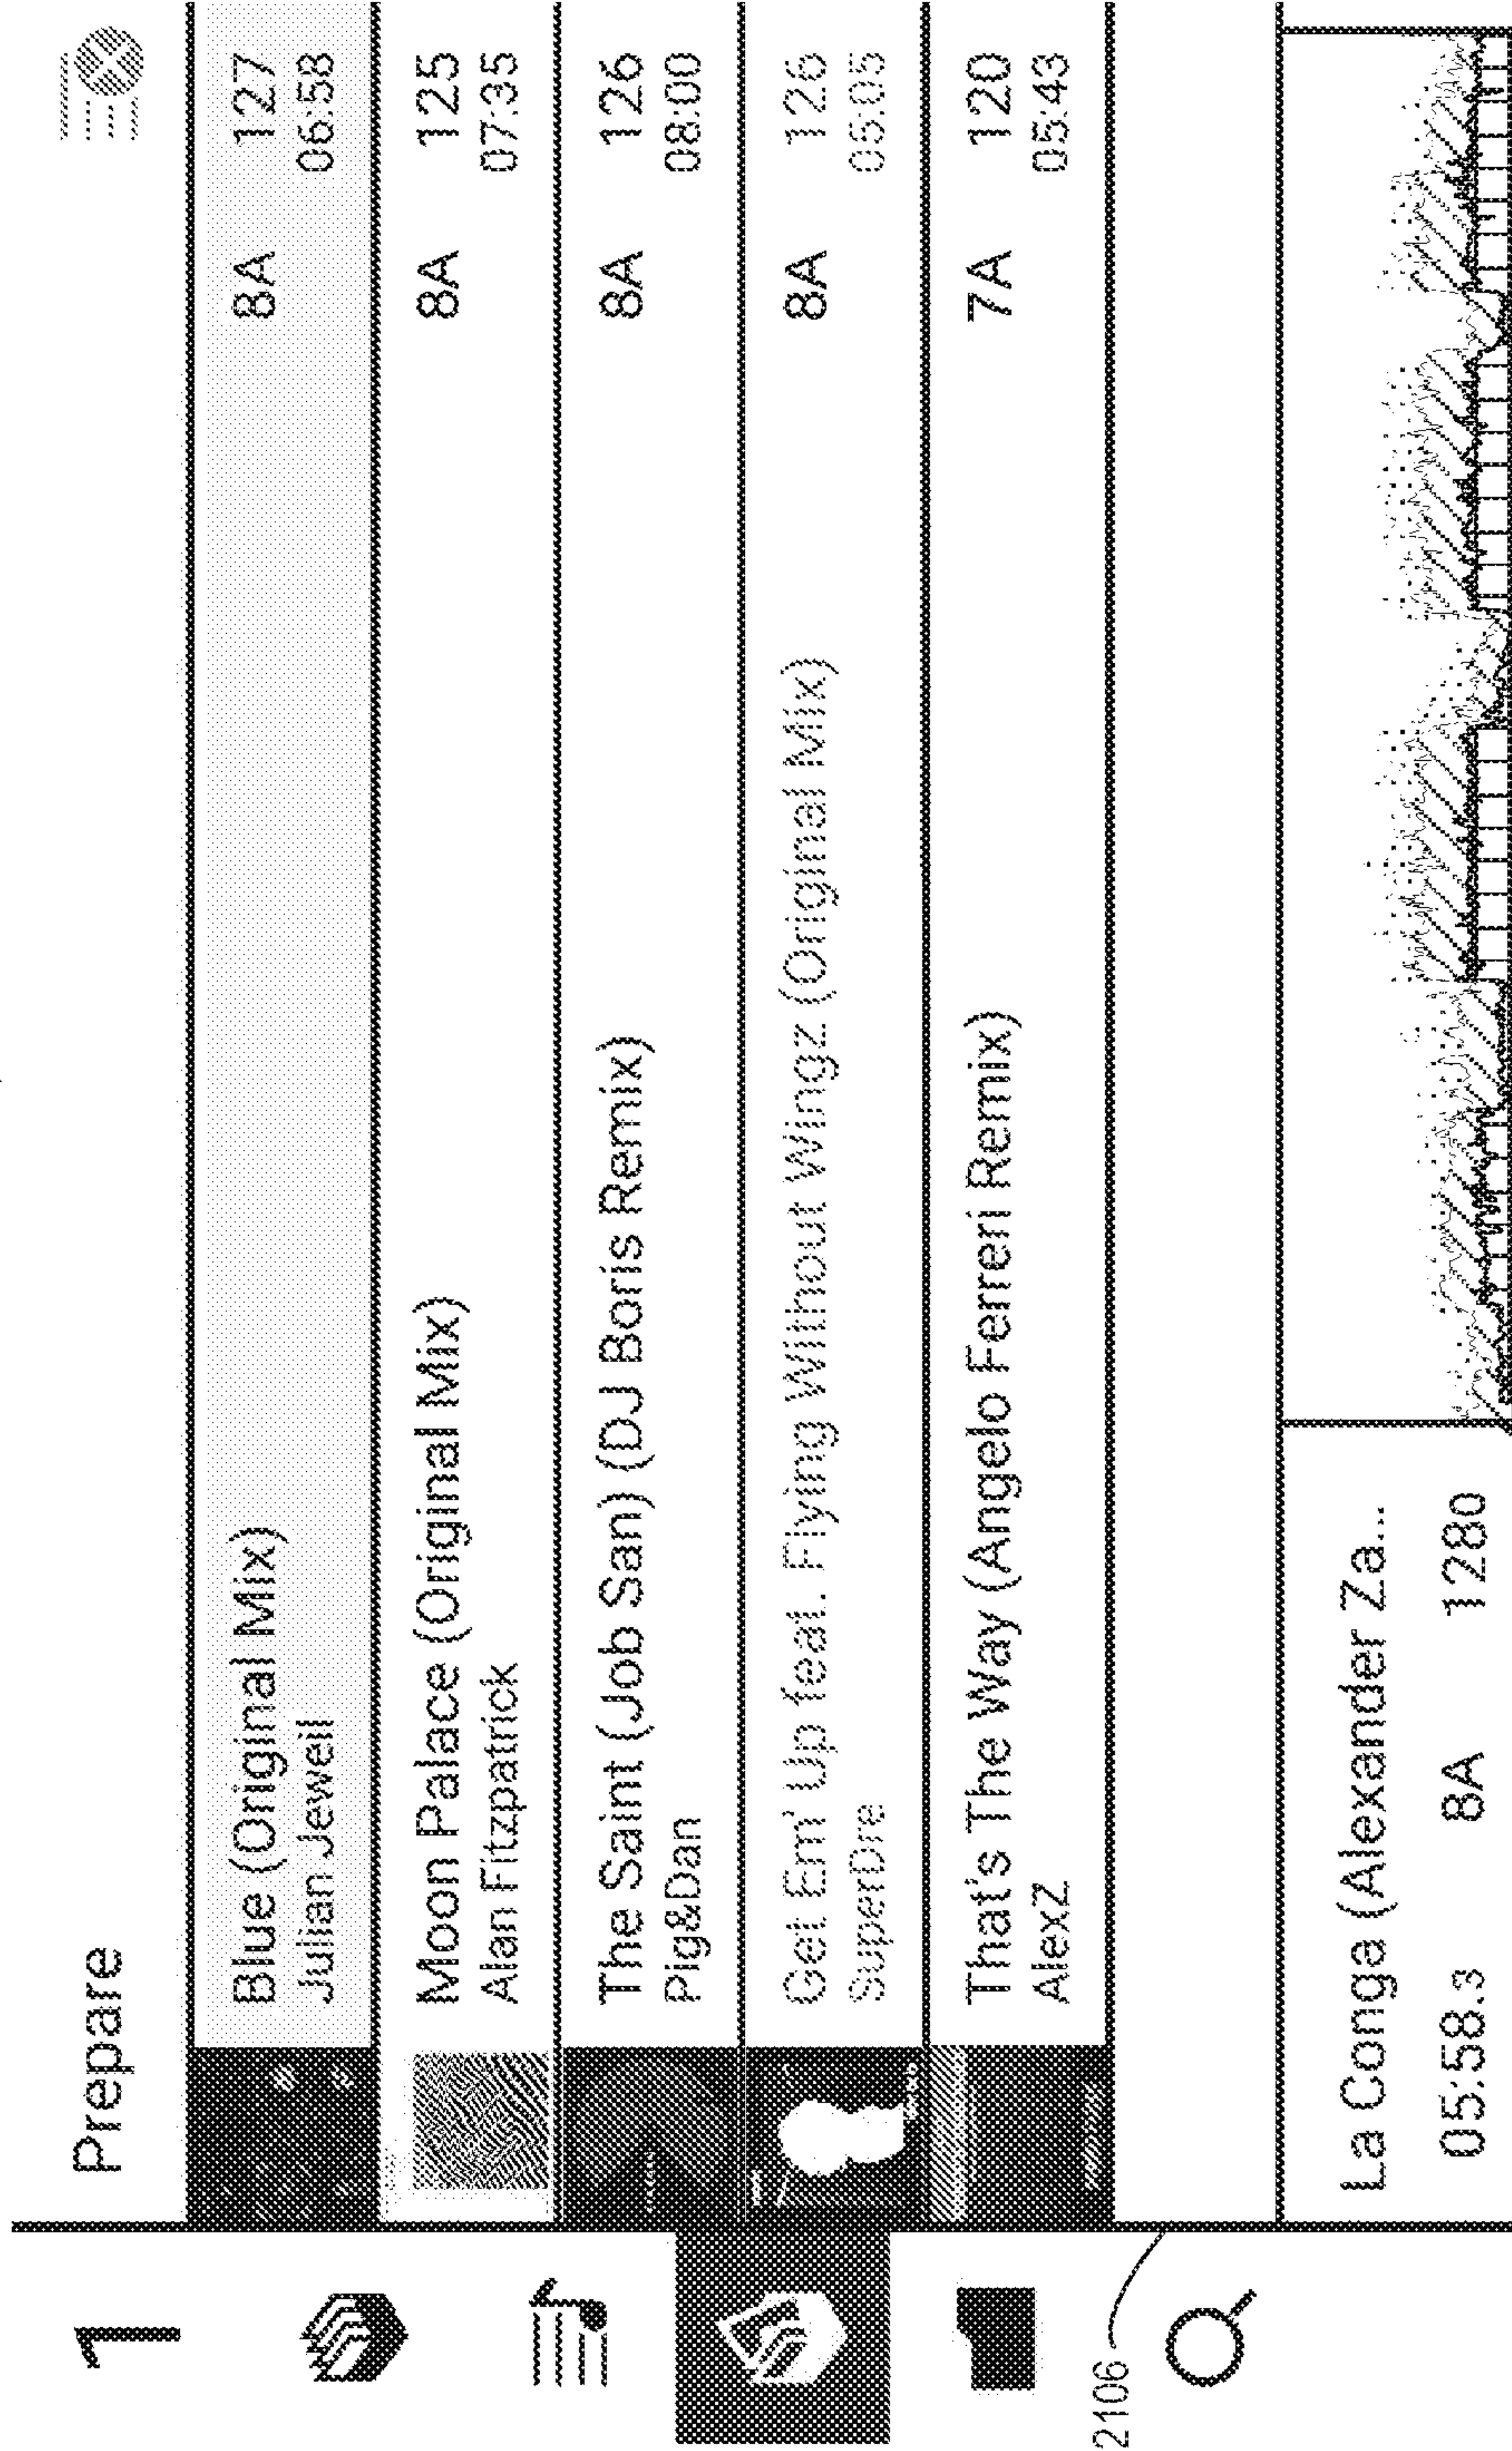 1
Prepare
Blue (Original Mix) 8A 127
Julian Jeweil 06:58
Moon Palace (Original Mix) 8A 125
Alan Fitzpatrick 07:35
The Saint (Job San) (DJ Boris Remix) 8A 126
Pig&Dan 08:00
Get Em' Up feat. Flying Without Wingz (Original Mix) 8A 126
SuperDre 05:05
That's The Way (Angelo Ferreri Remix) 7A 120
AlexZ 05:43
2106
La Conga (Alexander Za...
05:58.3 8A 1280